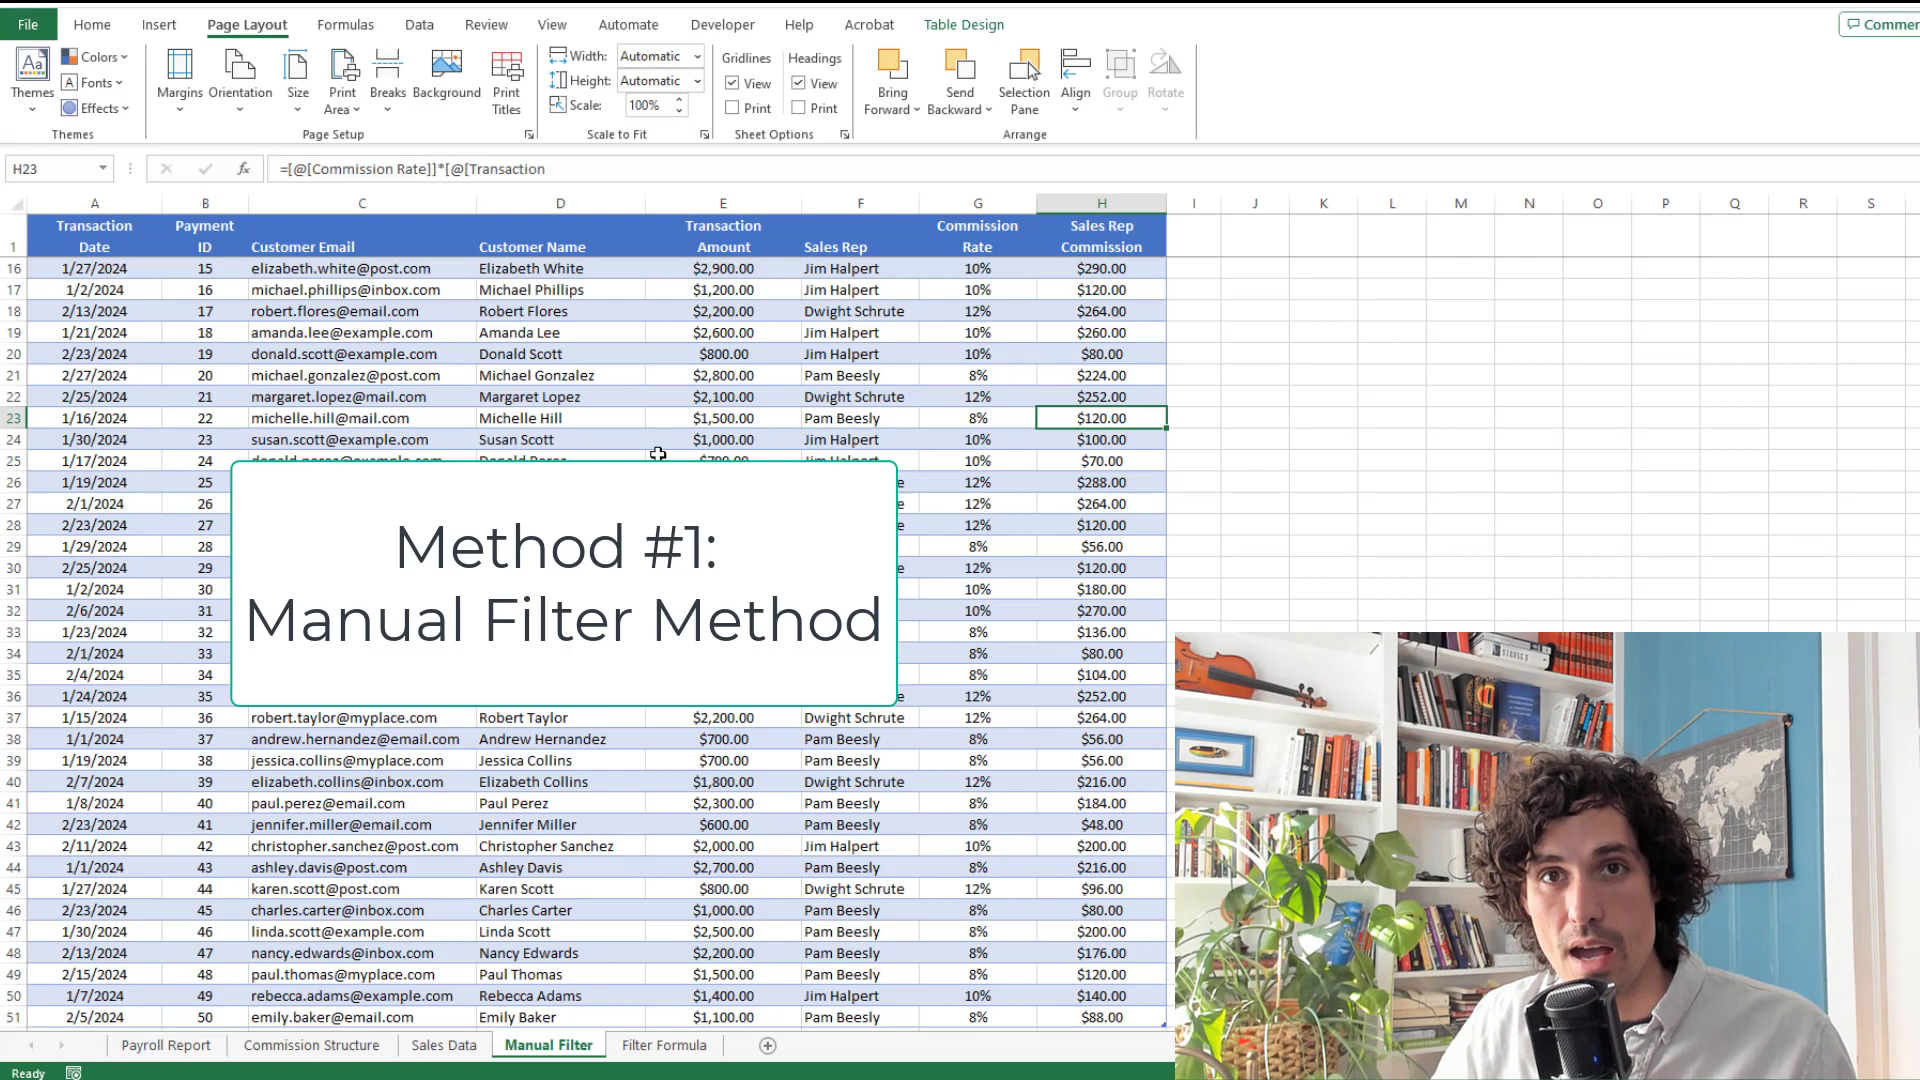 File Home Insert Page Layout Formulas Data Review View Automate Developer Help Acrobat Table Design Commen
Themes Colors Fonts Effects Margins Orientation Size Print Area Breaks Background Print Titles Width: Automatic Height: Automatic Scale: 100% Gridlines View Print Headings View Print Bring Forward Send Backward Selection Pane Align Group Rotate
Themes Page Setup Scale to Fit Sheet Options Arrange
H23 fx =[@[Commission Rate]]*[@[Transaction
A B C D E F G H I J K L M N O P Q R S
1 Transaction Date Payment ID Customer Email Customer Name Transaction Amount Sales Rep Commission Rate Sales Rep Commission
16 1/27/2024 15 elizabeth.white@post.com Elizabeth White $2,900.00 Jim Halpert 10% $290.00
17 1/2/2024 16 michael.phillips@inbox.com Michael Phillips $1,200.00 Jim Halpert 10% $120.00
18 2/13/2024 17 robert.flores@email.com Robert Flores $2,200.00 Dwight Schrute 12% $264.00
19 1/21/2024 18 amanda.lee@example.com Amanda Lee $2,600.00 Jim Halpert 10% $260.00
20 2/23/2024 19 donald.scott@example.com Donald Scott $800.00 Jim Halpert 10% $80.00
21 2/27/2024 20 michael.gonzalez@post.com Michael Gonzalez $2,800.00 Pam Beesly 8% $224.00
22 2/25/2024 21 margaret.lopez@mail.com Margaret Lopez $2,100.00 Dwight Schrute 12% $252.00
23 1/16/2024 22 michelle.hill@mail.com Michelle Hill $1,500.00 Pam Beesly 8% $120.00
24 1/30/2024 23 susan.scott@example.com Susan Scott $1,000.00 Jim Halpert 10% $100.00
25 1/17/2024 24 donald.perez@example.com Donald Perez $700.00 Jim Halpert 10% $70.00
26 1/19/2024 25 e 12% $288.00
27 2/1/2024 26 e 12% $264.00
28 2/23/2024 27 e 12% $120.00
29 1/29/2024 28 8% $56.00
30 2/25/2024 29 e 12% $120.00
31 1/2/2024 30 10% $180.00
32 2/6/2024 31 10% $270.00
33 1/23/2024 32 8% $136.00
34 2/1/2024 33 8% $80.00
35 2/4/2024 34 8% $104.00
36 1/24/2024 35 e 12% $252.00
Method #1:
Manual Filter Method
37 1/15/2024 36 robert.taylor@myplace.com Robert Taylor $2,200.00 Dwight Schrute 12% $264.00
38 1/1/2024 37 andrew.hernandez@email.com Andrew Hernandez $700.00 Pam Beesly 8% $56.00
39 1/19/2024 38 jessica.collins@myplace.com Jessica Collins $700.00 Pam Beesly 8% $56.00
40 2/7/2024 39 elizabeth.collins@inbox.com Elizabeth Collins $1,800.00 Dwight Schrute 12% $216.00
41 1/8/2024 40 paul.perez@email.com Paul Perez $2,300.00 Pam Beesly 8% $184.00
42 2/23/2024 41 jennifer.miller@email.com Jennifer Miller $600.00 Pam Beesly 8% $48.00
43 2/11/2024 42 christopher.sanchez@post.com Christopher Sanchez $2,000.00 Jim Halpert 10% $200.00
44 1/1/2024 43 ashley.davis@post.com Ashley Davis $2,700.00 Pam Beesly 8% $216.00
45 1/27/2024 44 karen.scott@post.com Karen Scott $800.00 Dwight Schrute 12% $96.00
46 2/23/2024 45 charles.carter@inbox.com Charles Carter $1,000.00 Pam Beesly 8% $80.00
47 1/30/2024 46 linda.scott@example.com Linda Scott $2,500.00 Pam Beesly 8% $200.00
48 2/13/2024 47 nancy.edwards@inbox.com Nancy Edwards $2,200.00 Pam Beesly 8% $176.00
49 2/15/2024 48 paul.thomas@myplace.com Paul Thomas $1,500.00 Pam Beesly 8% $120.00
50 1/7/2024 49 rebecca.adams@example.com Rebecca Adams $1,400.00 Jim Halpert 10% $140.00
51 2/5/2024 50 emily.baker@email.com Emily Baker $1,100.00 Pam Beesly 8% $88.00
Payroll Report Commission Structure Sales Data Manual Filter Filter Formula
Ready